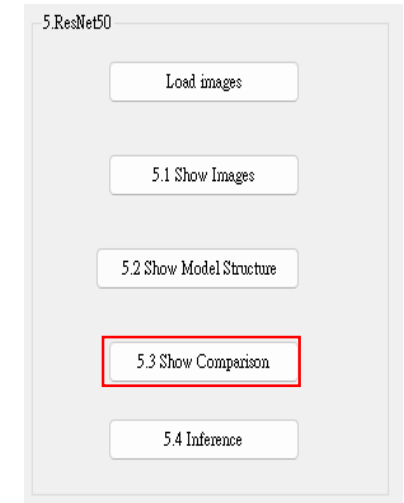 5.ResNet50
Load images
5.1 Show Images
5.2 Show Model Structure
5.3 Show Comparison
5.4 Inference